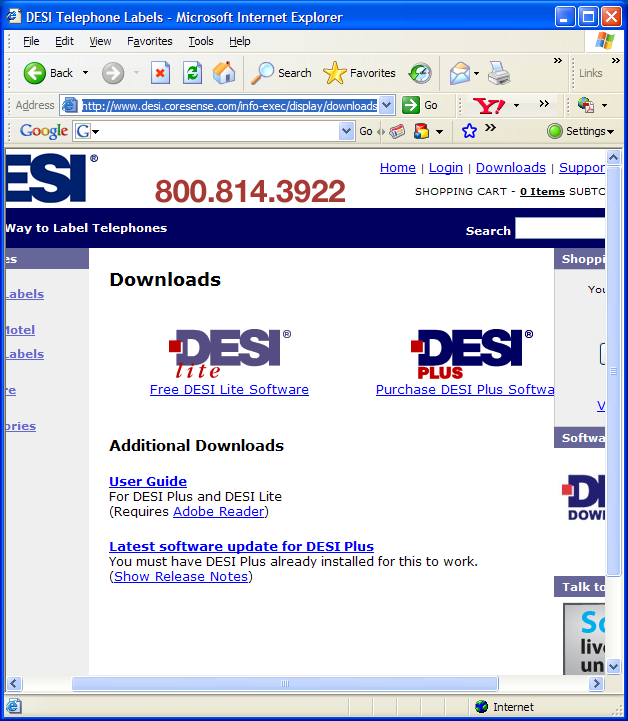 DESI Telephone Labels - Microsoft Internet Explorer
File Edit View Favorites Tools Help
Back Search Favorites » Links »
Address http://www.desi.coresense.com/info-exec/display/downloads Go Y! » »
Google G Go » Settings
ESI®
800.814.3922
Home | Login | Downloads | Suppor
SHOPPING CART - 0 Items SUBTO
Way to Label Telephones
Search
es
Labels
Motel
Labels
re
ories
Downloads
DESI®
lite
Free DESI Lite Software
DESI®
PLUS
Purchase DESI Plus Softwa
Additional Downloads
User Guide
For DESI Plus and DESI Lite
(Requires Adobe Reader)
Latest software update for DESI Plus
You must have DESI Plus already installed for this to work.
(Show Release Notes)
Shoppi
You
V
Softwa
DE
DOW
Talk to
So
liv
un
Internet